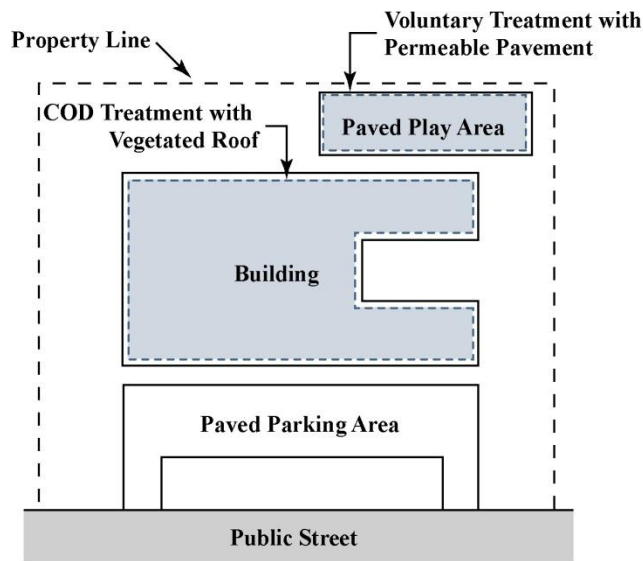 Voluntary Treatment with
Permeable Pavement
Property Line
COD Treatment with
Vegetated Roof
Paved Play Area
Building
Paved Parking Area
Public Street